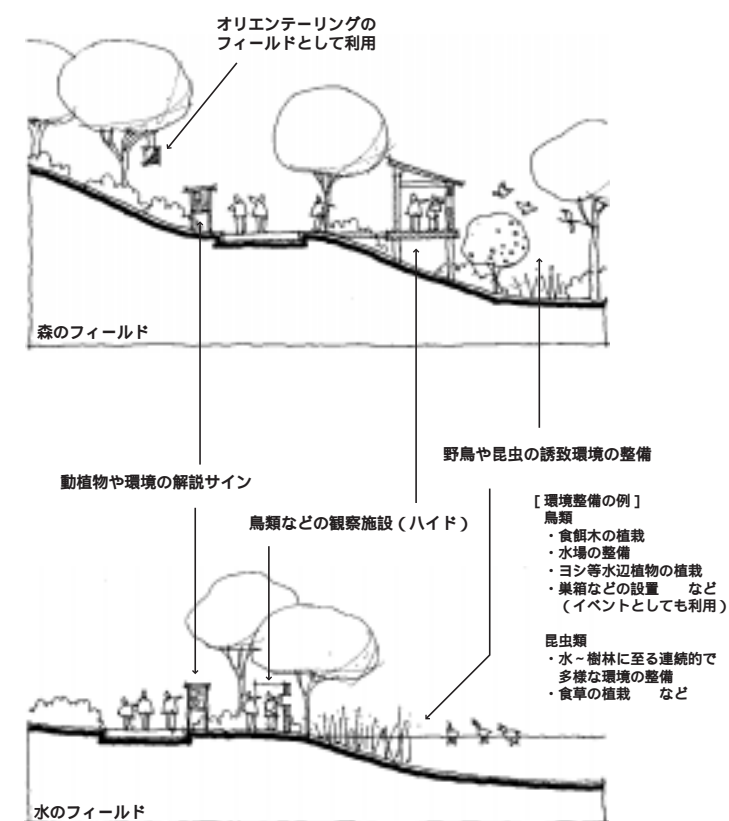 オリエンテーリングの
フィールドとして利用
森のフィールド
野鳥や昆虫の誘致環境の整備
動植物や環境の解説サイン
鳥類などの観察施設（ハイド）
［環境整備の例］
鳥類
・食餌木の植栽
・水場の整備
・ヨシ等水辺植物の植栽
・巣箱などの設置　　など
（イベントとしても利用）
昆虫類
・水～樹林に至る連続的で
多様な環境の整備
・食草の植栽　　など
水のフィールド